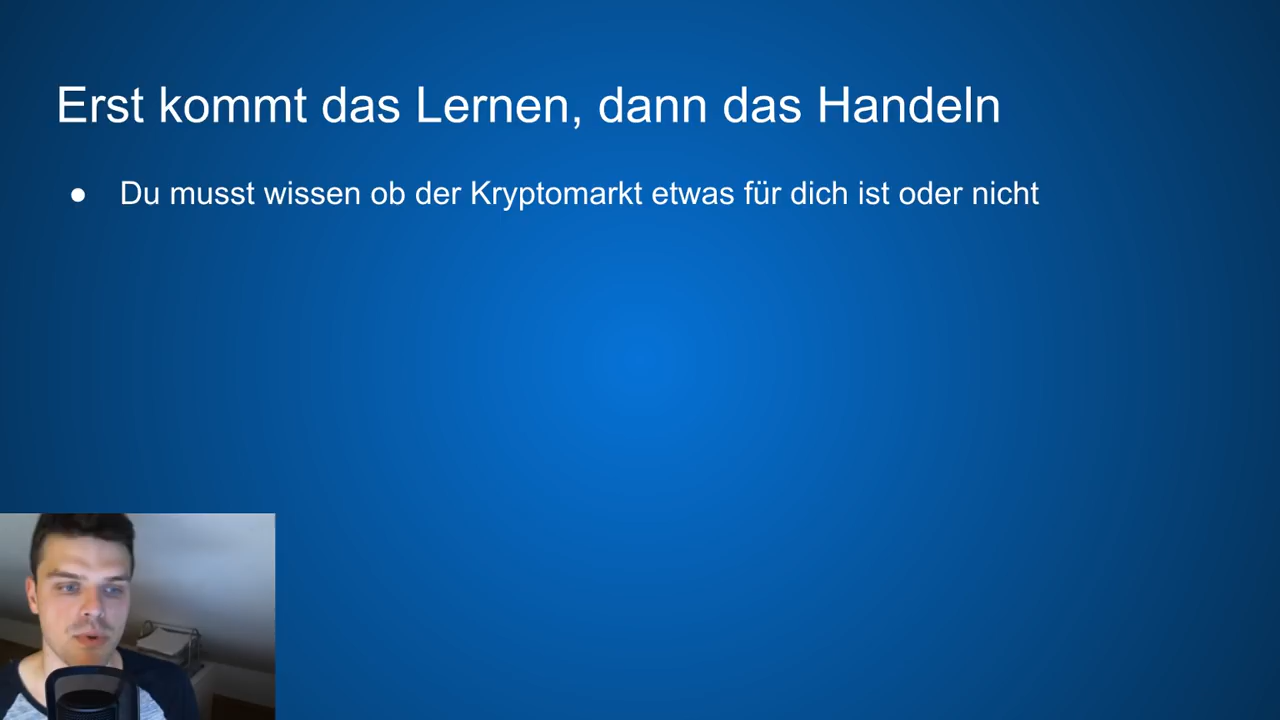 Erst kommt das Lernen, dann das Handeln
● Du musst wissen ob der Kryptomarkt etwas für dich ist oder nicht